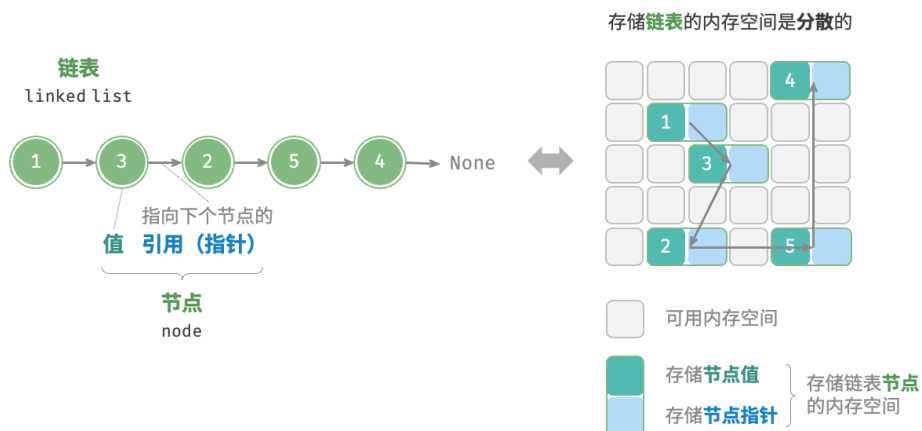 存储链表的内存空间是分散的
链表
linked list
1 3 2 5 4 None
指向下个节点的
值 引用（指针）
节点
node
4
1
3
2 5
可用内存空间
存储节点值
存储节点指针
存储链表节点
的内存空间